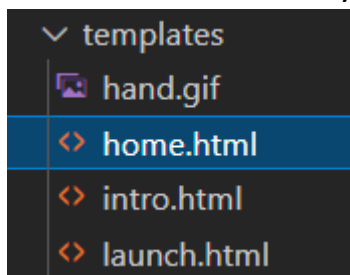 templates
hand.gif
home.html
intro.html
launch.html